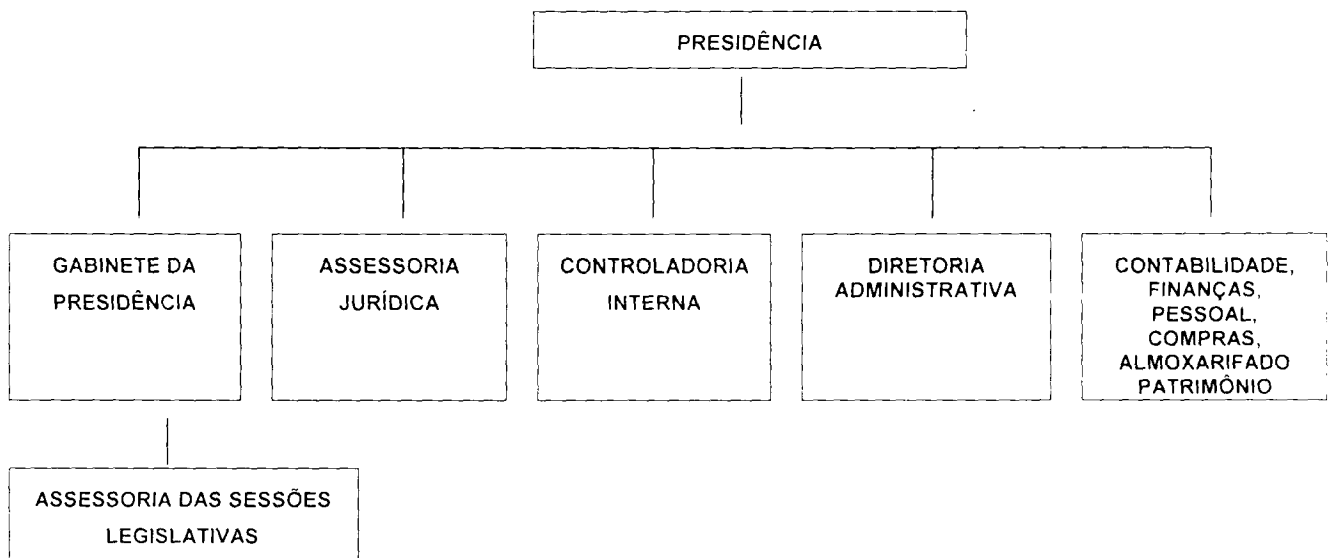 PRESIDÊNCIA
GABINETE DA
PRESIDÊNCIA
ASSESSORIA
JURÍDICA
CONTROLADORIA
INTERNA
DIRETORIA
ADMINISTRATIVA
CONTABILIDADE,
FINANÇAS,
PESSOAL,
COMPRAS,
ALMOXARIFADO
PATRIMÔNIO
ASSESSORIA DAS SESSÕES
LEGISLATIVAS